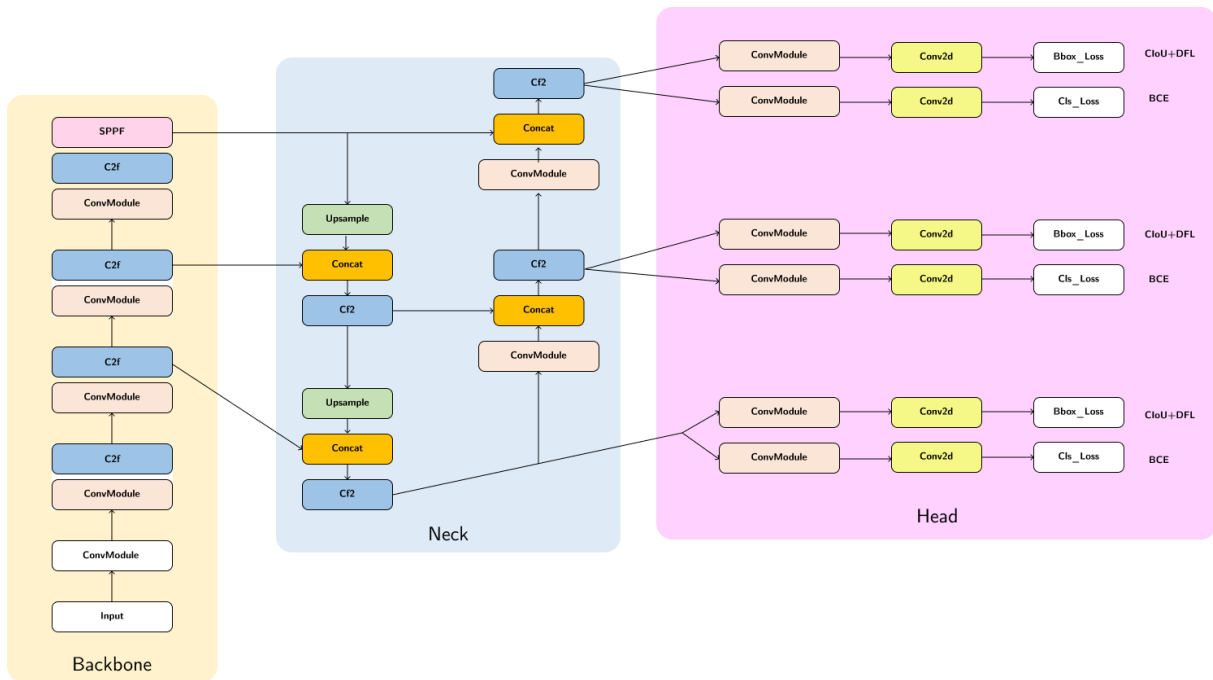 SPPF
C2f
ConvModule
C2f
ConvModule
C2f
ConvModule
C2f
ConvModule
ConvModule
Input
Backbone
Upsample
Concat
Cf2
Upsample
Concat
Cf2
Cf2
Concat
ConvModule
Cf2
Concat
ConvModule
Neck
ConvModule Conv2d Bbox_Loss CIoU+DFL
ConvModule Conv2d Cls_Loss BCE
ConvModule Conv2d Bbox_Loss CIoU+DFL
ConvModule Conv2d Cls_Loss BCE
ConvModule Conv2d Bbox_Loss CIoU+DFL
ConvModule Conv2d Cls_Loss BCE
Head